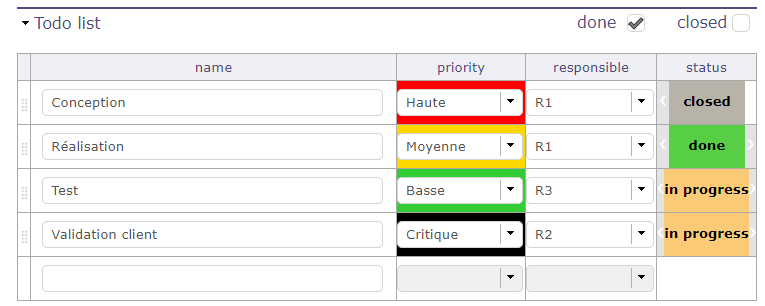 Todo list done closed
name priority responsible status
Conception Haute R1 closed
Réalisation Moyenne R1 done
Test Basse R3 in progress
Validation client Critique R2 in progress